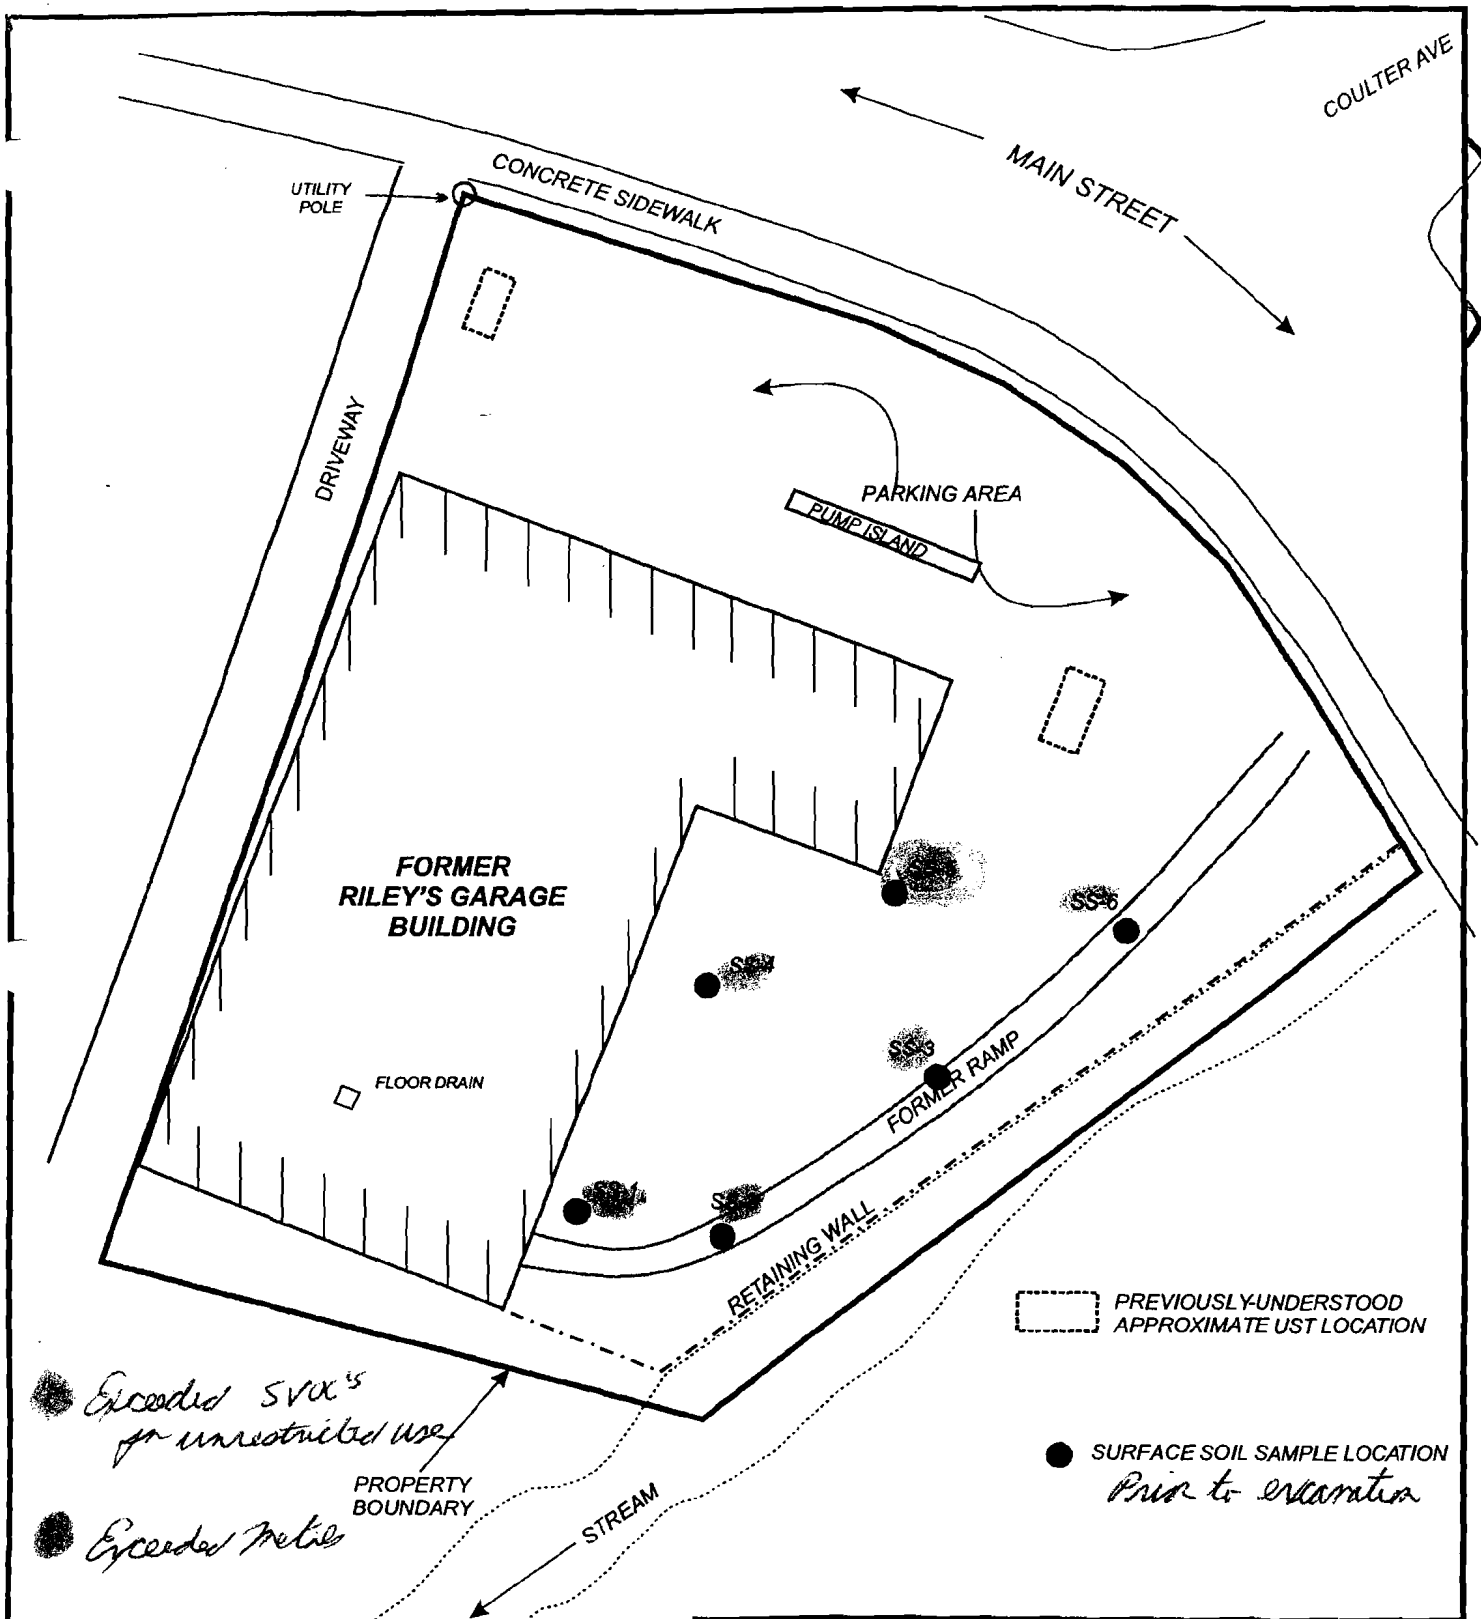 COULTER AVE
MAIN STREET
CONCRETE SIDEWALK
UTILITY
POLE
DRIVEWAY
PARKING AREA
PUMP ISLAND
FORMER
RILEY'S GARAGE
BUILDING
SS-6
SS-3
FORMER RAMP
FLOOR DRAIN
RETAINING WALL
PREVIOUSLY-UNDERSTOOD
APPROXIMATE UST LOCATION
Exceeded SVOC's
for unrestricted use
PROPERTY
BOUNDARY
SURFACE SOIL SAMPLE LOCATION
Prior to excavation
STREAM
Exceeded Metals